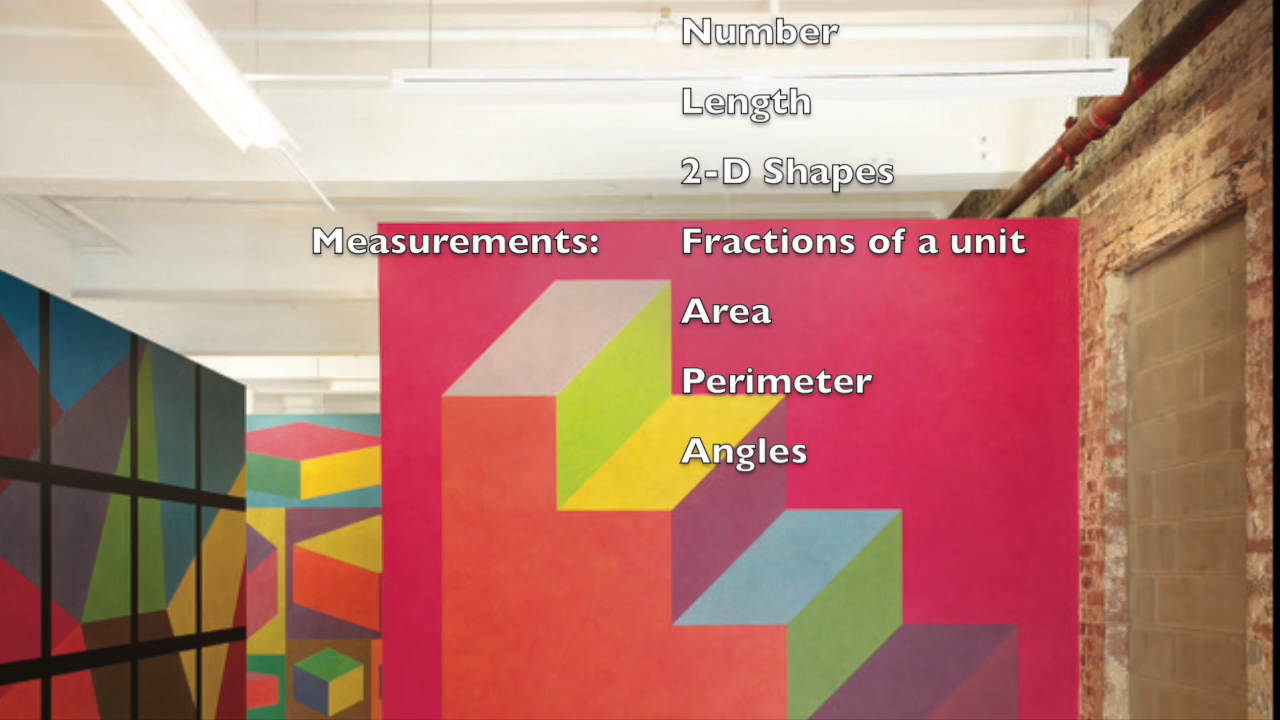 Number
Length
2-D Shapes
Measurements: Fractions of a unit
Area
Perimeter
Angles